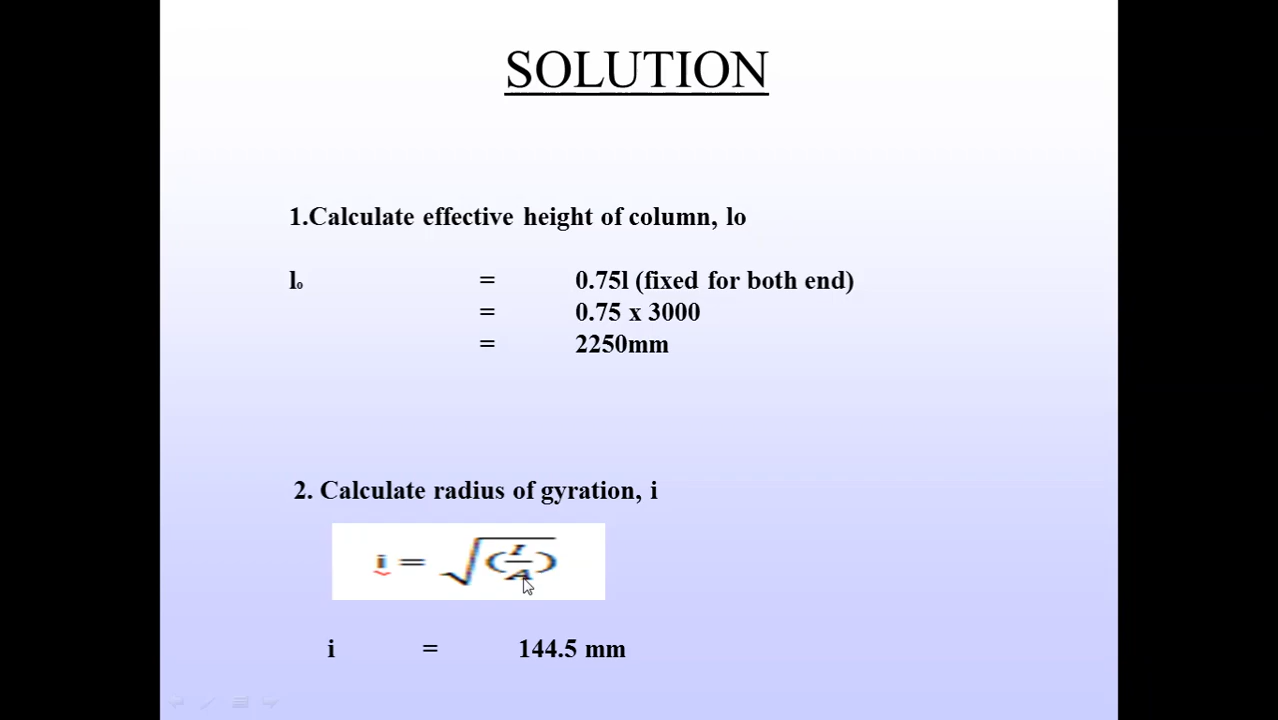 SOLUTION
1.Calculate effective height of column, lo
lₒ = 0.75l (fixed for both end)
= 0.75 x 3000
= 2250mm
2. Calculate radius of gyration, i
i = √(I/A)
i = 144.5 mm